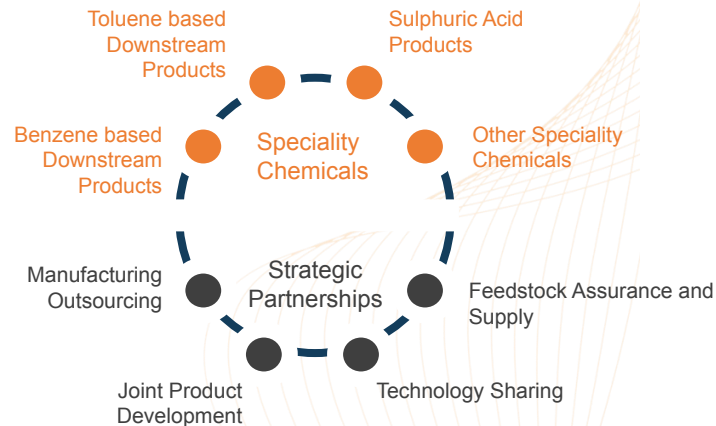 Toluene based
Downstream
Products
Sulphuric Acid
Products
Benzene based
Downstream
Products
Speciality
Chemicals
Other Speciality
Chemicals
Manufacturing
Outsourcing
Strategic
Partnerships
Feedstock Assurance and
Supply
Joint Product
Development
Technology Sharing